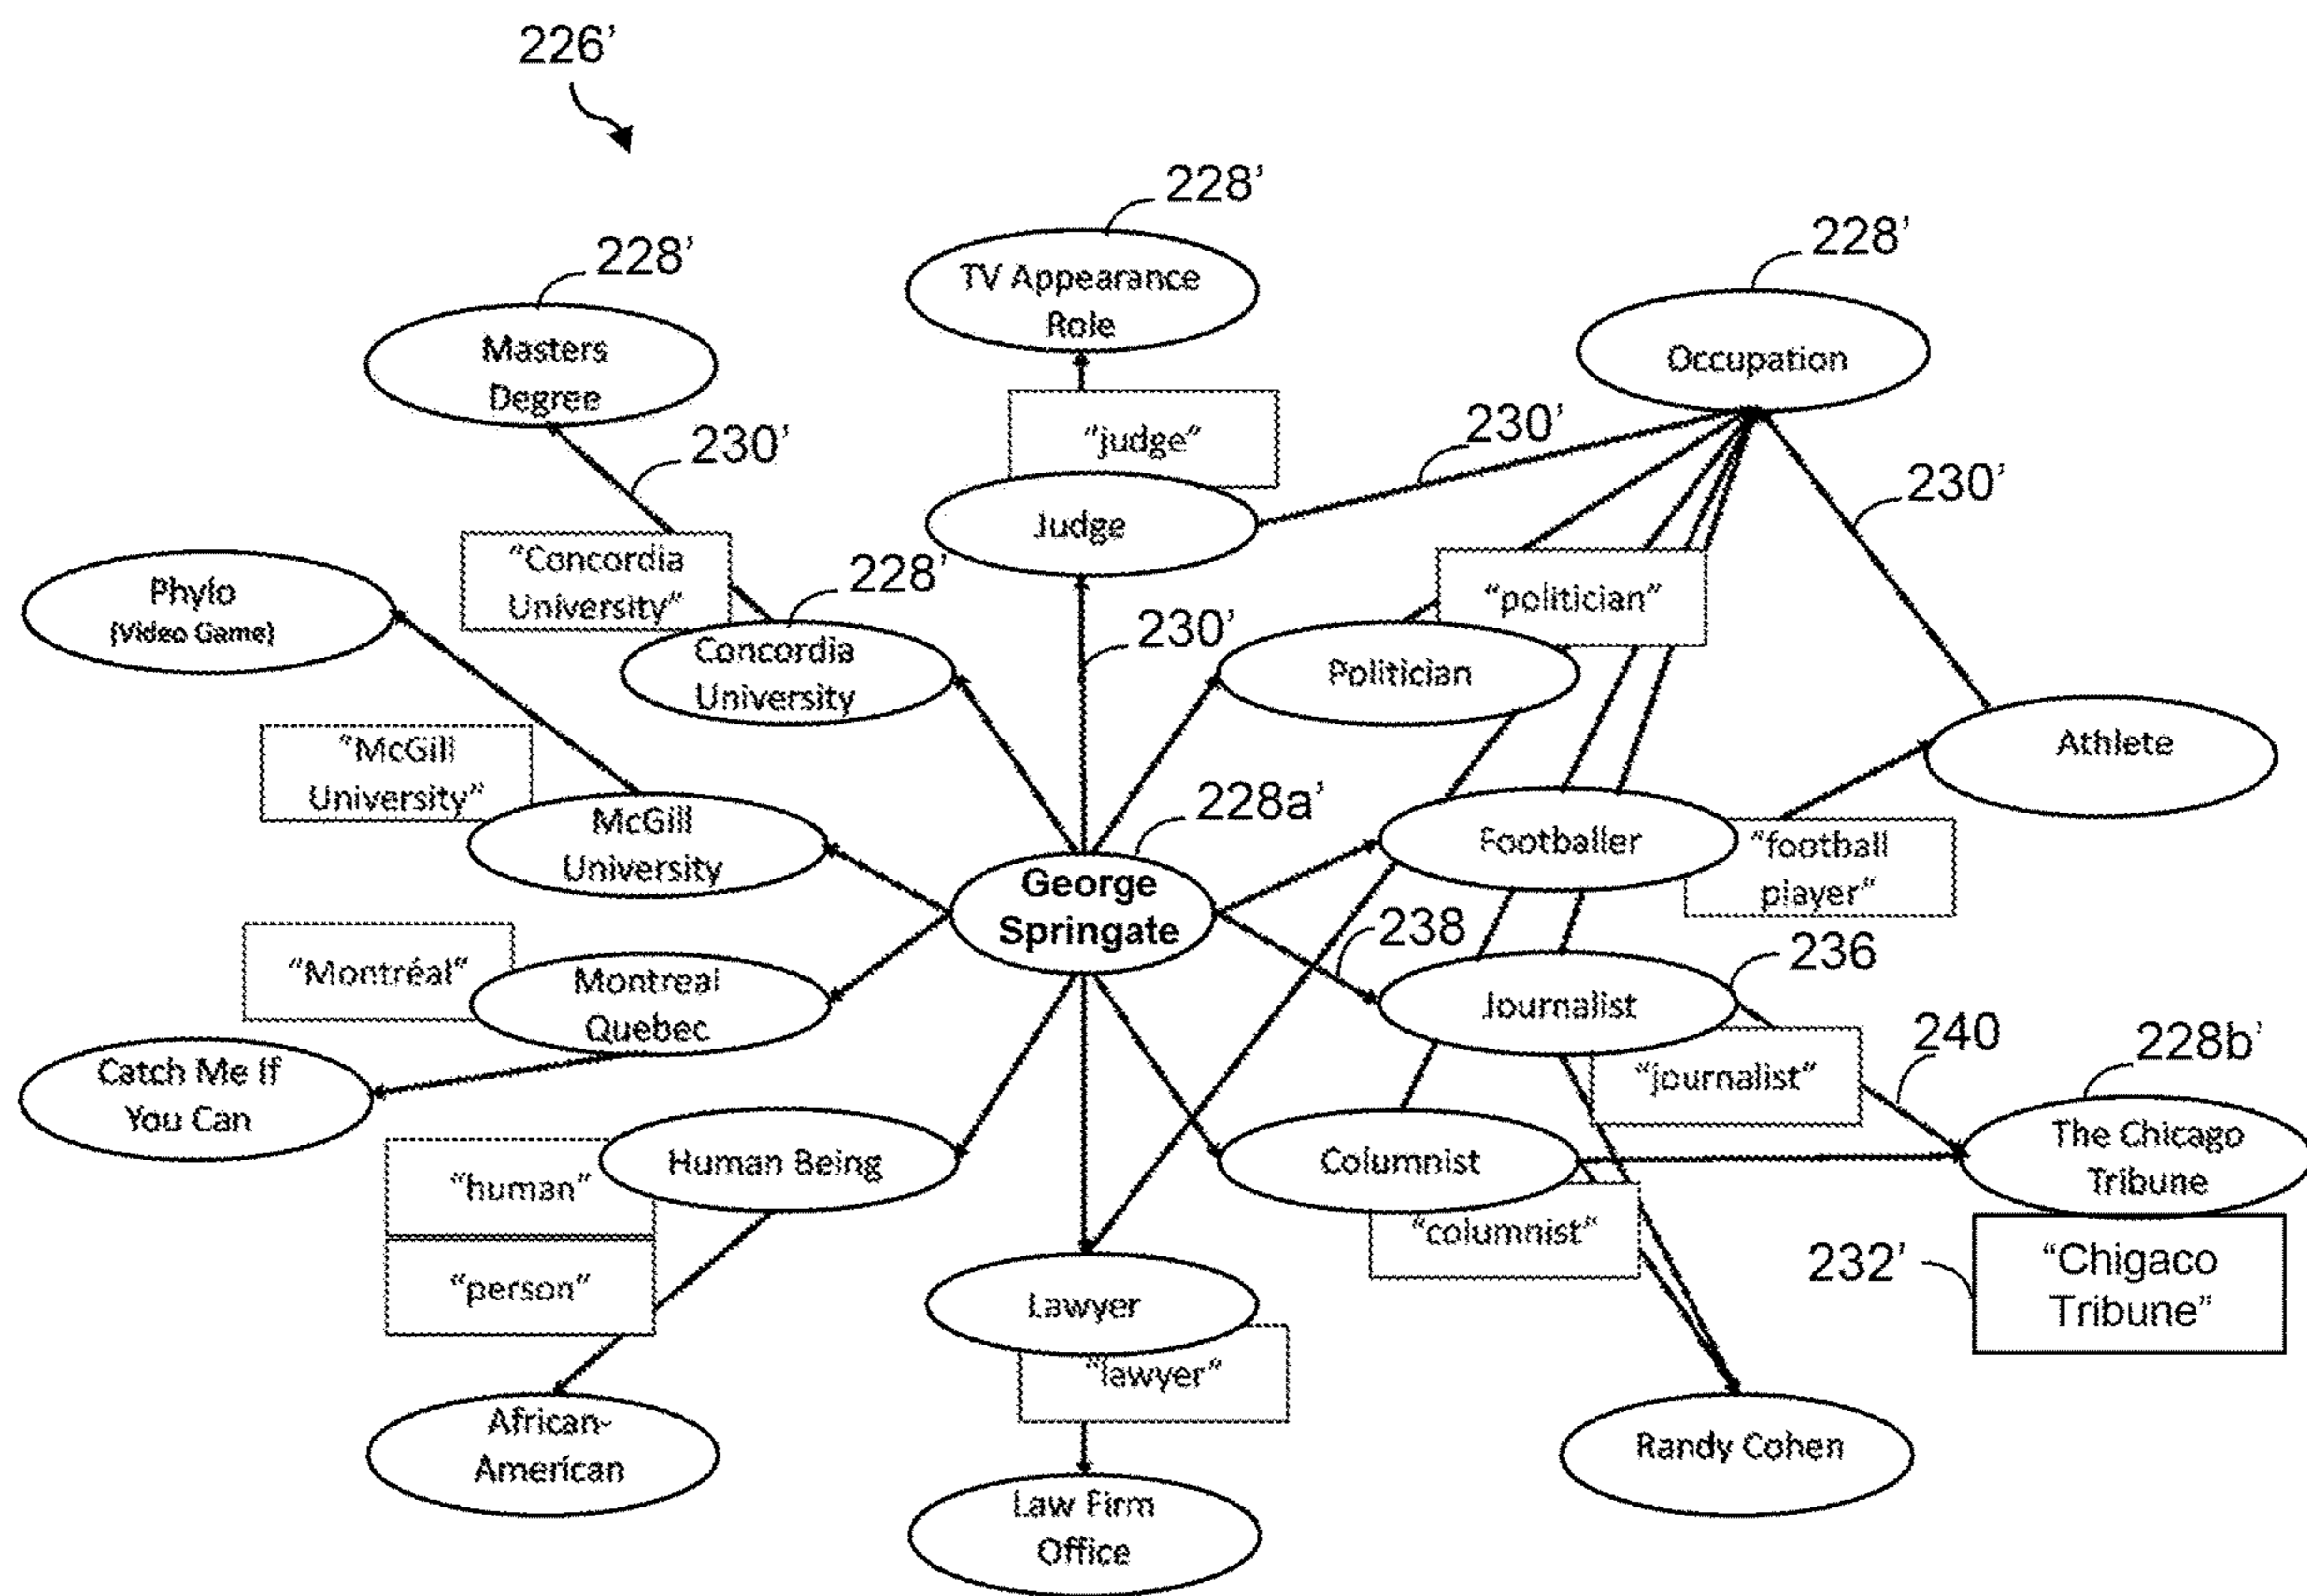 226’
228’
228’
228’
TV Appearance
Role
228’
Masters
Degree
Occupation
230’
“judge”
230’
230’
Judge
“Concordia
University”
228’
Phylo
(Video Game)
“politician”
230’
Concordia
University
Politician
“McGill
University”
Athlete
228a’
McGill
University
Footballer
“football
player”
George
Springate
238
236
“Montréal”
Montreal
Quebec
Journalist
240
228b’
Catch Me If
You Can
“journalist”
The Chicago
Tribune
Human Being
Columnist
“human”
“columnist”
232’
“Chigaco
Tribune”
“person”
Lawyer
“lawyer”
African-
American
Randy Cohen
Law Firm
Office